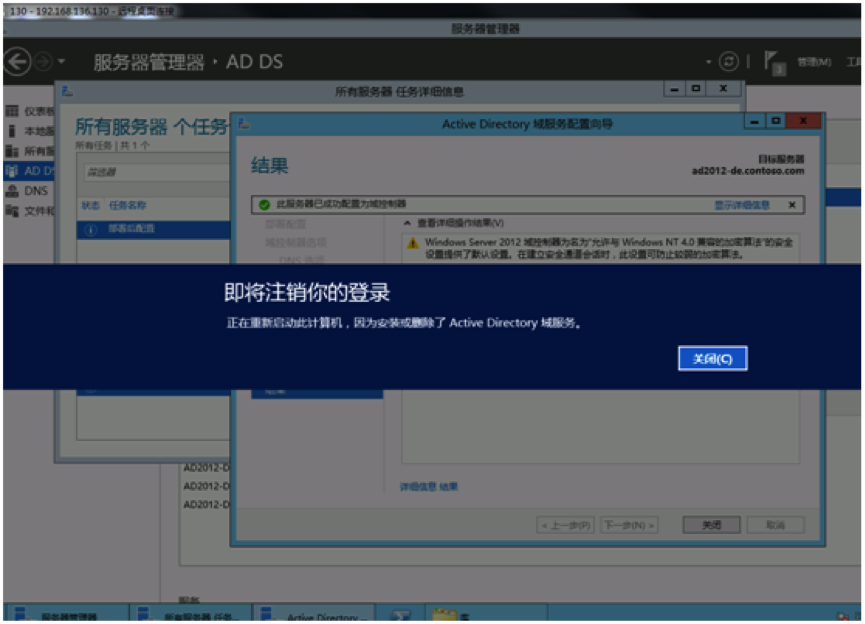 130 - 192.168.136.130 - 远程桌面连接
服务器管理器
服务器管理器 · AD DS
管理(M)
所有服务器 任务详细信息
仪表板
本地服
所有服
AD DS
DNS
文件和
所有服务器 个任务
所有任务 | 共 1 个
筛选器
状态 任务名称
部署后配置
Active Directory 域服务配置向导
结果
目标服务器
ad2012-de.contoso.com
此服务器已成功配置为域控制器
显示详细信息
部署配置
域控制器选项
DNS 选项
查看详细操作结果(V)
Windows Server 2012 域控制器为名为"允许与 Windows NT 4.0 兼容的加密算法"的安全
设置提供了默认设置。在建立安全通道会话时，此设置可防止较弱的加密算法。
即将注销你的登录
正在重新启动此计算机，因为安装或删除了 Active Directory 域服务。
关闭(C)
结果
详细信息 结果
AD2012-D
AD2012-D
AD2012-D
< 上一步(P)
下一步(N) >
关闭
取消
服务
服务器管理器
所有服务器 任务...
Active Directory ...
库